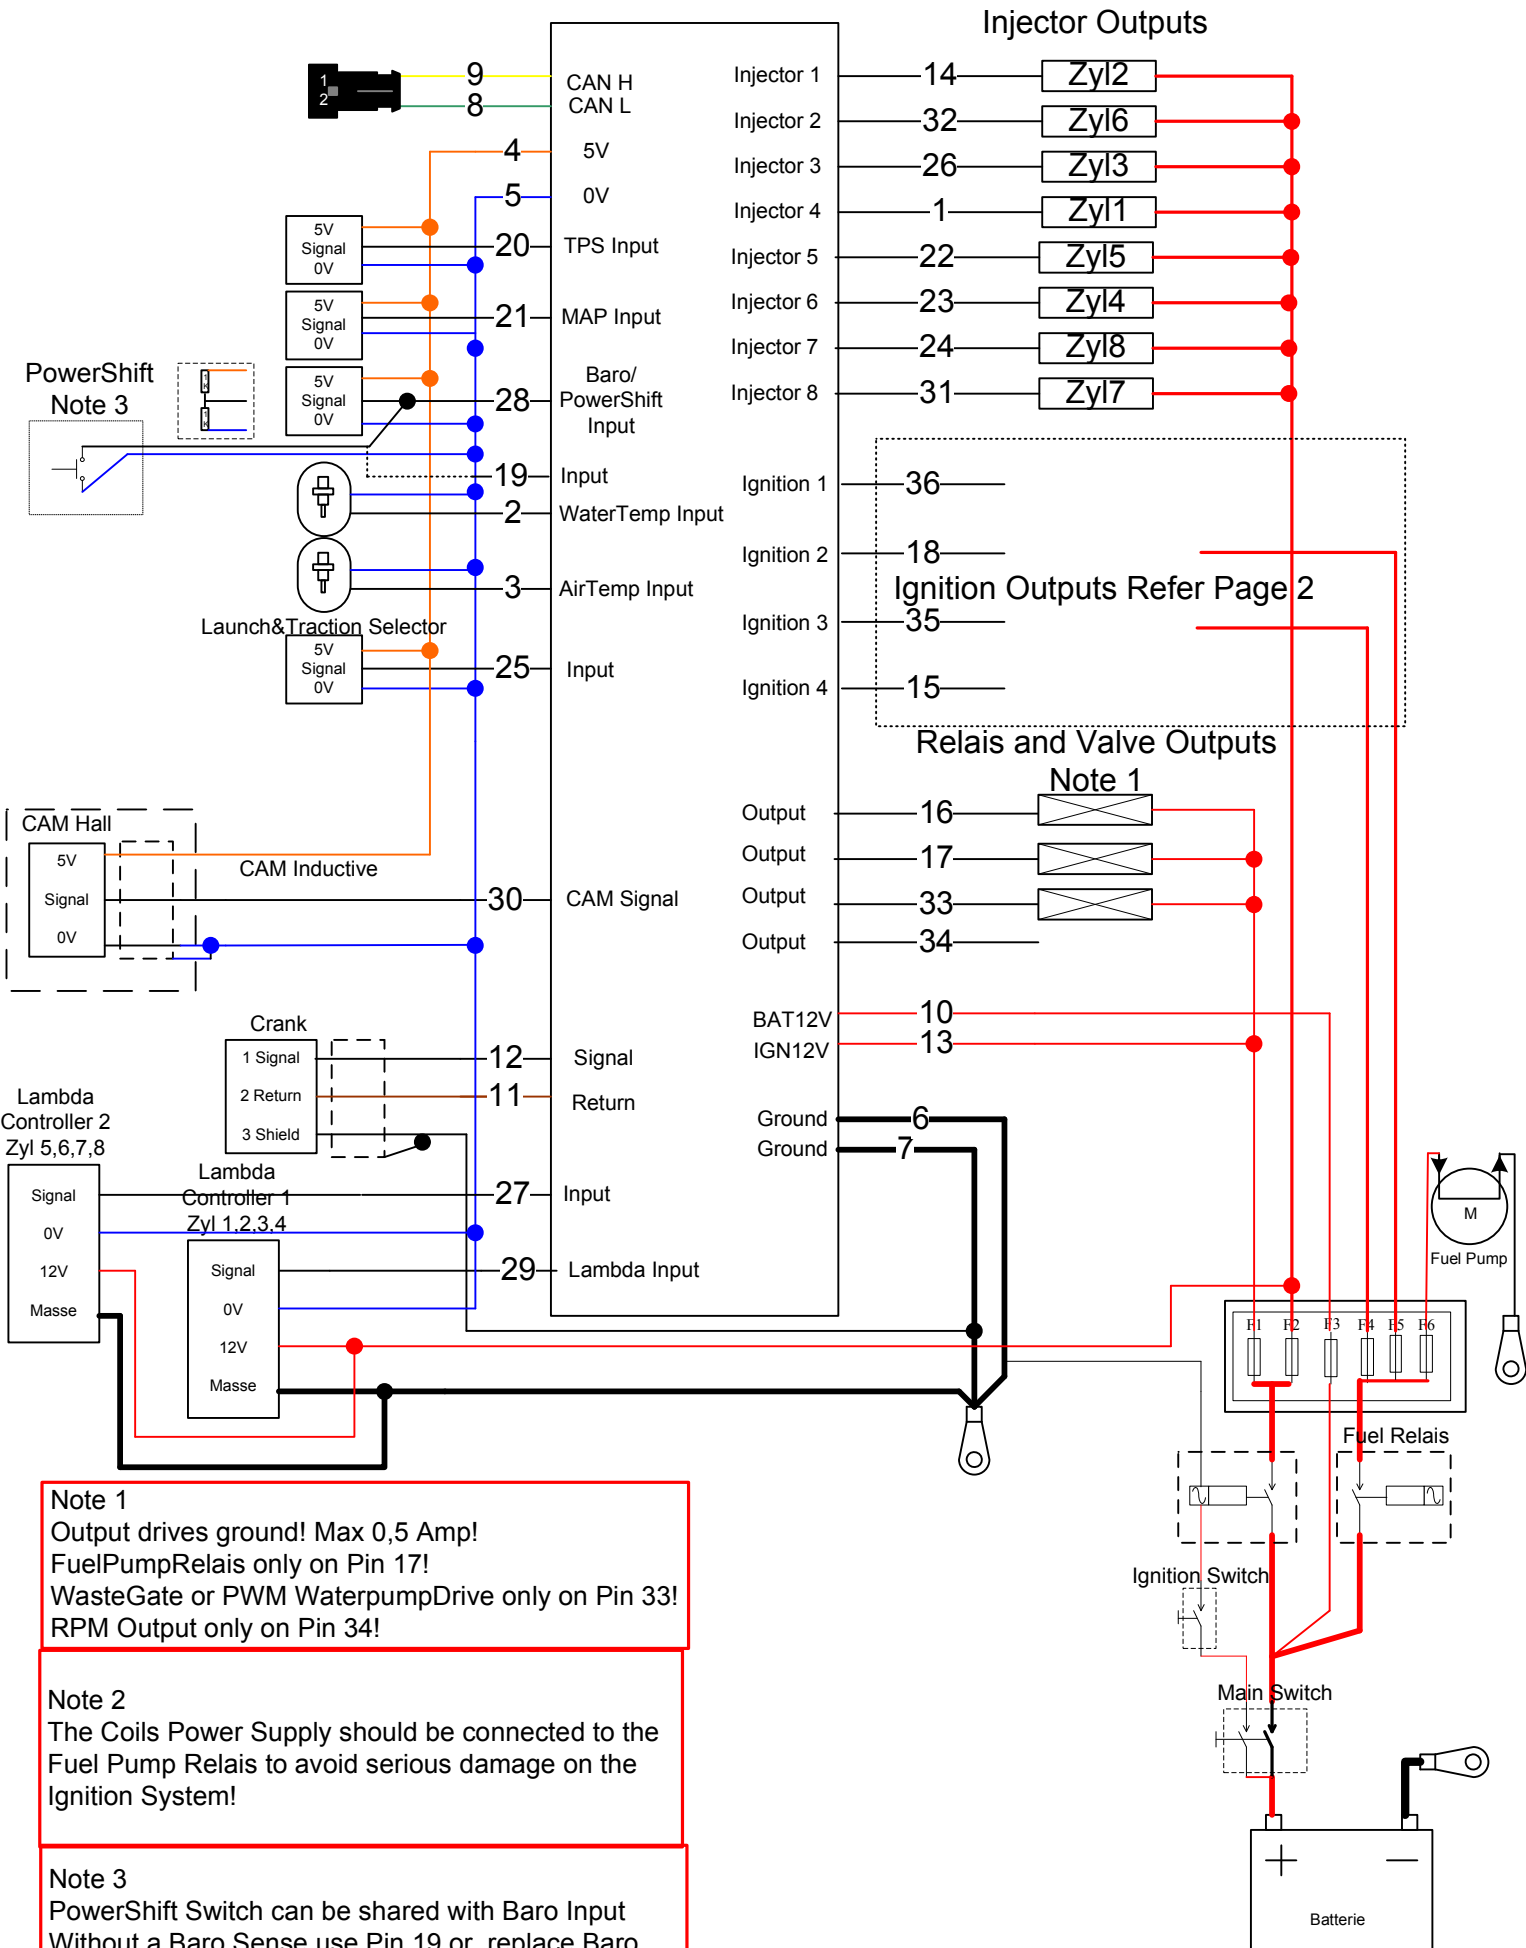 Injector Outputs
1
2
9
CAN H
8
CAN L
4
5V
5
0V
5V
Signal
0V
20
TPS Input
5V
Signal
0V
21
MAP Input
PowerShift
Note 3
1K
1K
5V
Signal
0V
28
Baro/
PowerShift
Input
19
Input
2
WaterTemp Input
3
AirTemp Input
Launch&Traction Selector
5V
Signal
0V
25
Input
CAM Hall
5V
Signal
0V
CAM Inductive
30
CAM Signal
Crank
1 Signal
2 Return
3 Shield
12
Signal
11
Return
Lambda
Controller 2
Zyl 5,6,7,8
Signal
0V
12V
Masse
Lambda
Controller 1
Zyl 1,2,3,4
Signal
0V
12V
Masse
27
Input
29
Lambda Input
Injector 1
14
Zyl2
Injector 2
32
Zyl6
Injector 3
26
Zyl3
Injector 4
1
Zyl1
Injector 5
22
Zyl5
Injector 6
23
Zyl4
Injector 7
24
Zyl8
Injector 8
31
Zyl7
Ignition 1
36
Ignition 2
18
Ignition Outputs Refer Page 2
Ignition 3
35
Ignition 4
15
Relais and Valve Outputs
Note 1
Output
16
Output
17
Output
33
Output
34
BAT12V
10
IGN12V
13
Ground
6
Ground
7
M
Fuel Pump
F1 F2 F3 F4 F5 F6
Fuel Relais
Ignition Switch
Main Switch
Batterie
Note 1
Output drives ground! Max 0,5 Amp!
FuelPumpRelais only on Pin 17!
WasteGate or PWM WaterpumpDrive only on Pin 33!
RPM Output only on Pin 34!
Note 2
The Coils Power Supply should be connected to the
Fuel Pump Relais to avoid serious damage on the
Ignition System!
Note 3
PowerShift Switch can be shared with Baro Input
Without a Baro Sense use Pin 19 or replace Baro